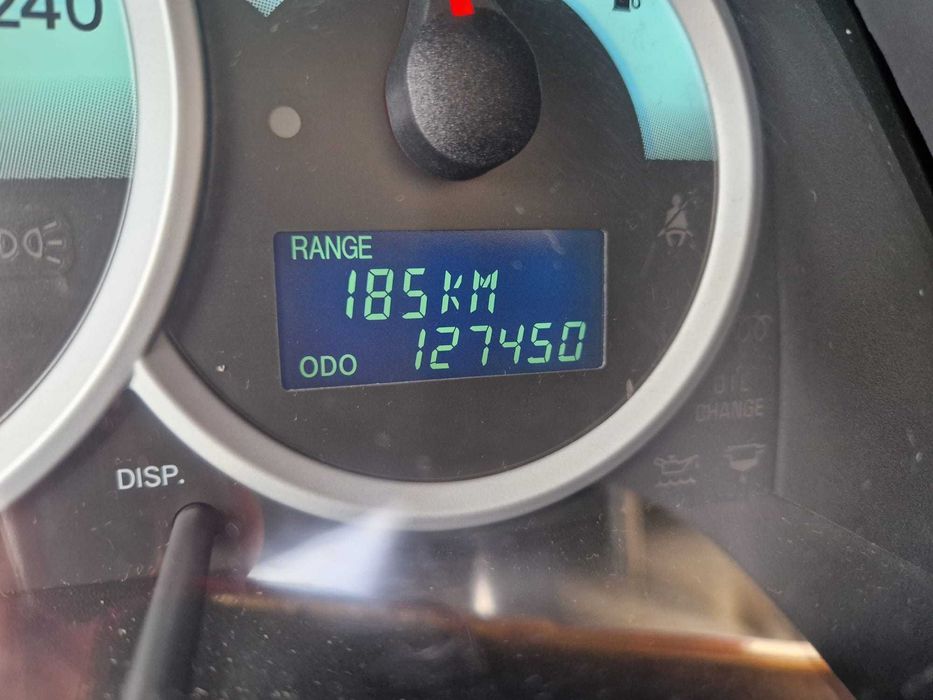 240
RANGE
185KM
ODO 127450
OIL
CHANGE
DISP.